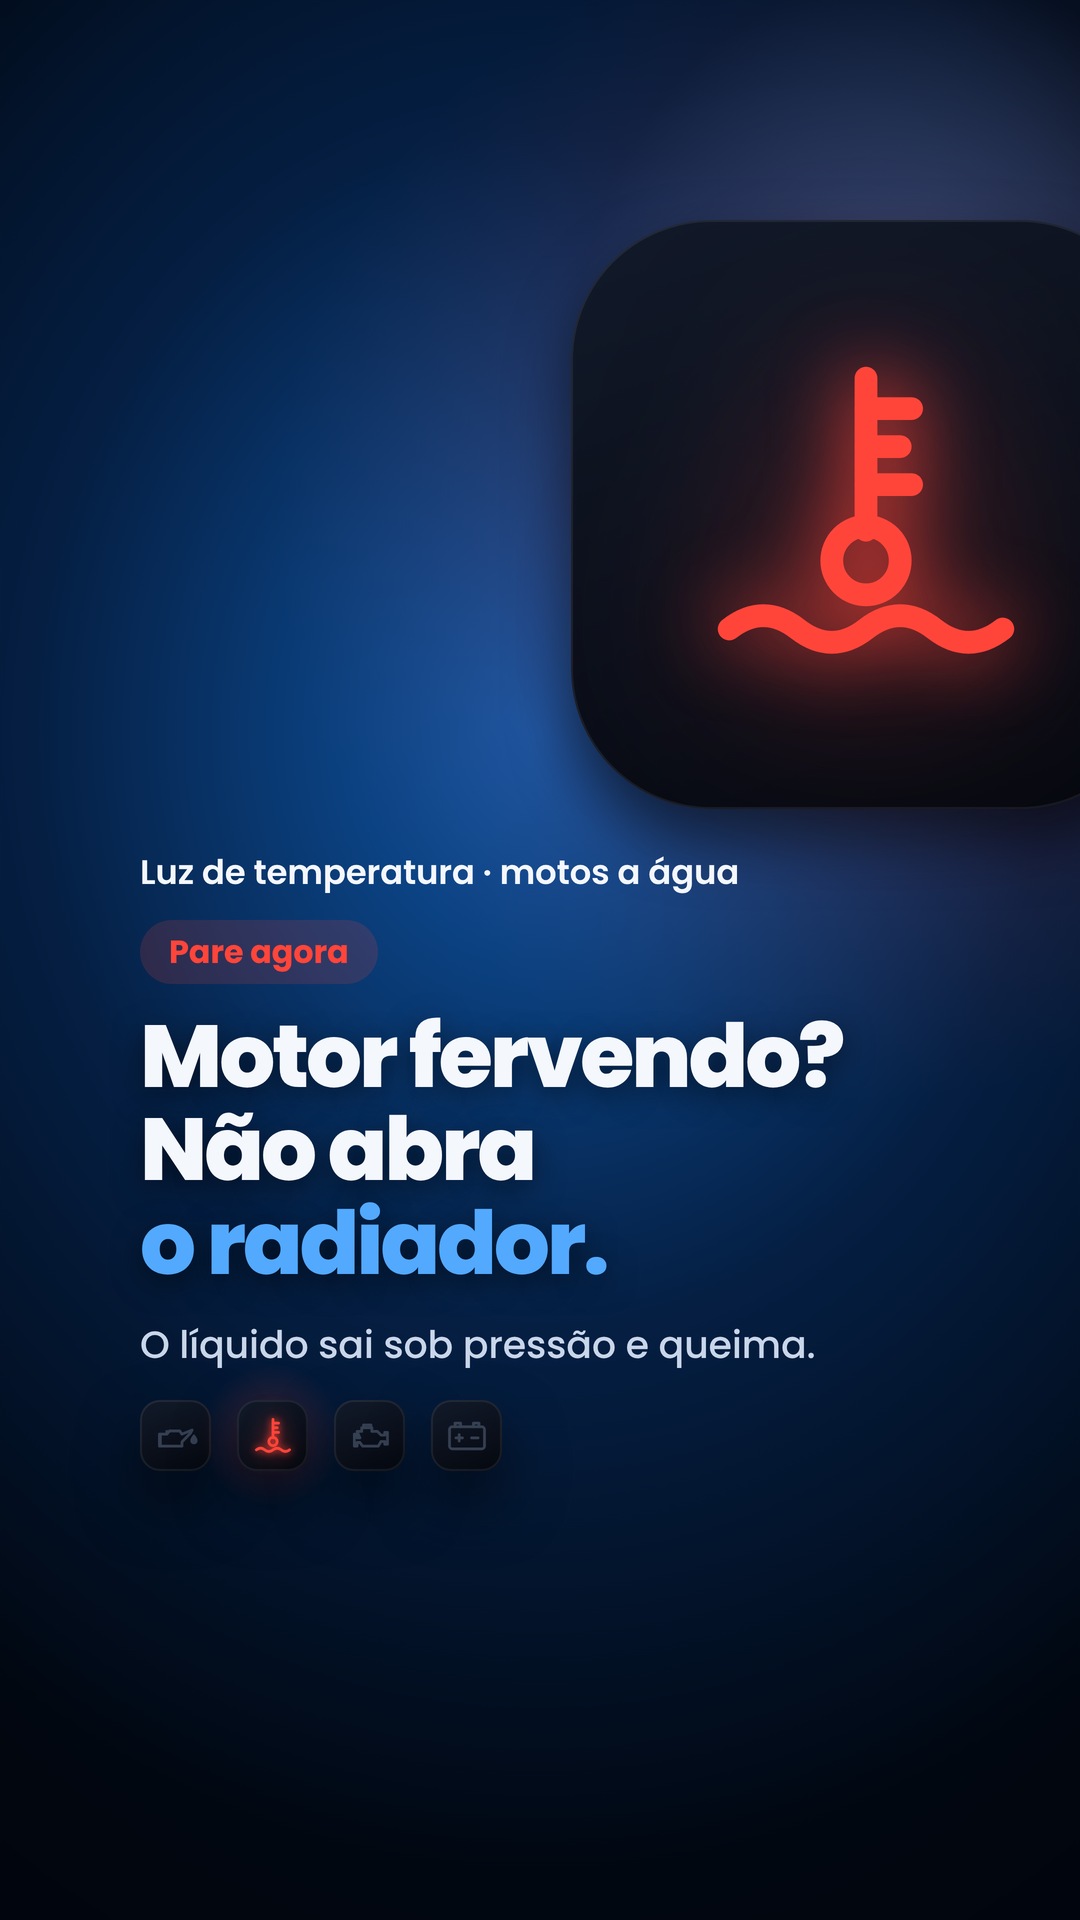 Luz de temperatura · motos a água
Pare agora
Motor fervendo?
Não abra
o radiador.
O líquido sai sob pressão e queima.